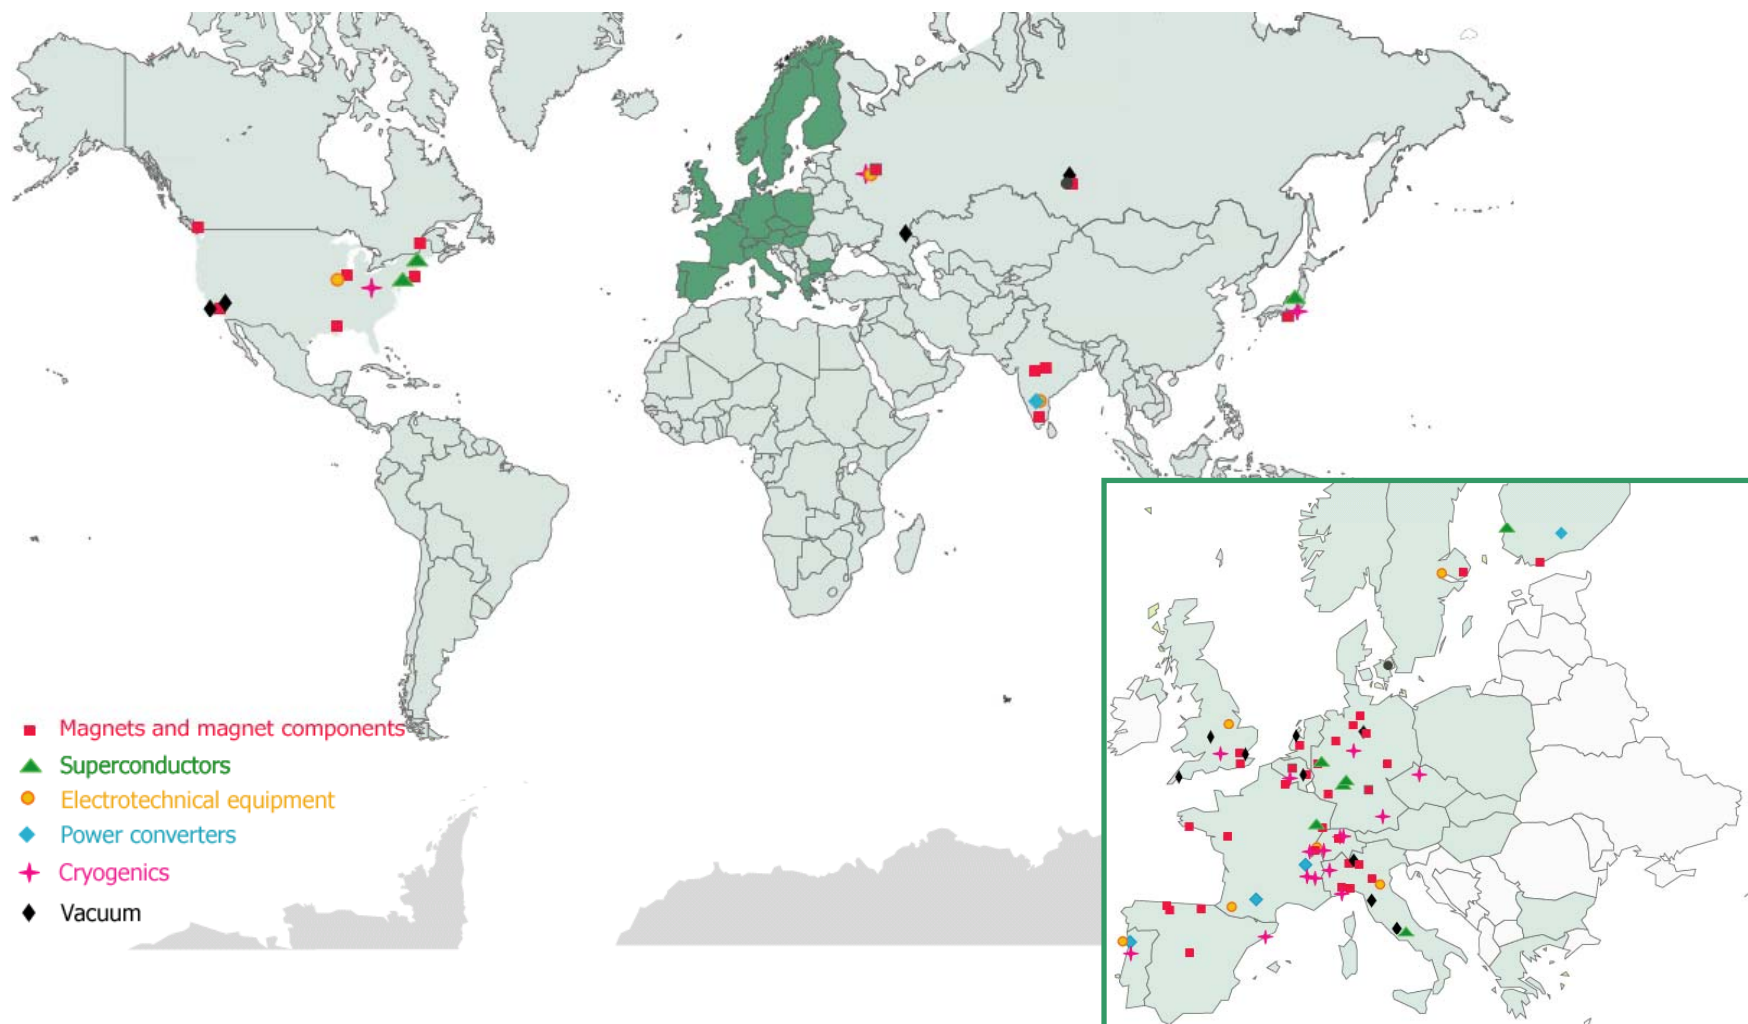 Magnets and magnet components
Superconductors
Electrotechnical equipment
Power converters
Cryogenics
Vacuum